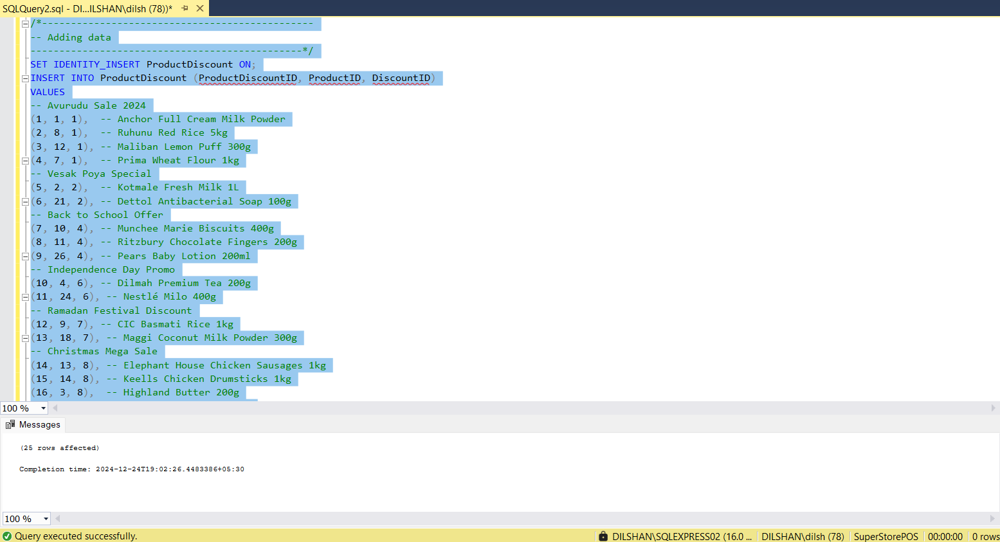 SQLQuery2.sql - DI...ILSHAN\dilsh (78))*
/*-----------------------------------------------
-- Adding data
-----------------------------------------------*/
SET IDENTITY_INSERT ProductDiscount ON;
INSERT INTO ProductDiscount (ProductDiscountID, ProductID, DiscountID)
VALUES
-- Avurudu Sale 2024
(1, 1, 1),  -- Anchor Full Cream Milk Powder
(2, 8, 1),  -- Ruhunu Red Rice 5kg
(3, 12, 1), -- Maliban Lemon Puff 300g
(4, 7, 1),  -- Prima Wheat Flour 1kg
-- Vesak Poya Special
(5, 2, 2),  -- Kotmale Fresh Milk 1L
(6, 21, 2), -- Dettol Antibacterial Soap 100g
-- Back to School Offer
(7, 10, 4), -- Munchee Marie Biscuits 400g
(8, 11, 4), -- Ritzbury Chocolate Fingers 200g
(9, 26, 4), -- Pears Baby Lotion 200ml
-- Independence Day Promo
(10, 4, 6), -- Dilmah Premium Tea 200g
(11, 24, 6), -- Nestlé Milo 400g
-- Ramadan Festival Discount
(12, 9, 7), -- CIC Basmati Rice 1kg
(13, 18, 7), -- Maggi Coconut Milk Powder 300g
-- Christmas Mega Sale
(14, 13, 8), -- Elephant House Chicken Sausages 1kg
(15, 14, 8), -- Keells Chicken Drumsticks 1kg
(16, 3, 8),  -- Highland Butter 200g
100 %
Messages
(25 rows affected)
Completion time: 2024-12-24T19:02:26.4483386+05:30
100 %
Query executed successfully. DILSHAN\SQLEXPRESS02 (16.0 ... DILSHAN\dilsh (78) SuperStorePOS 00:00:00 0 rows